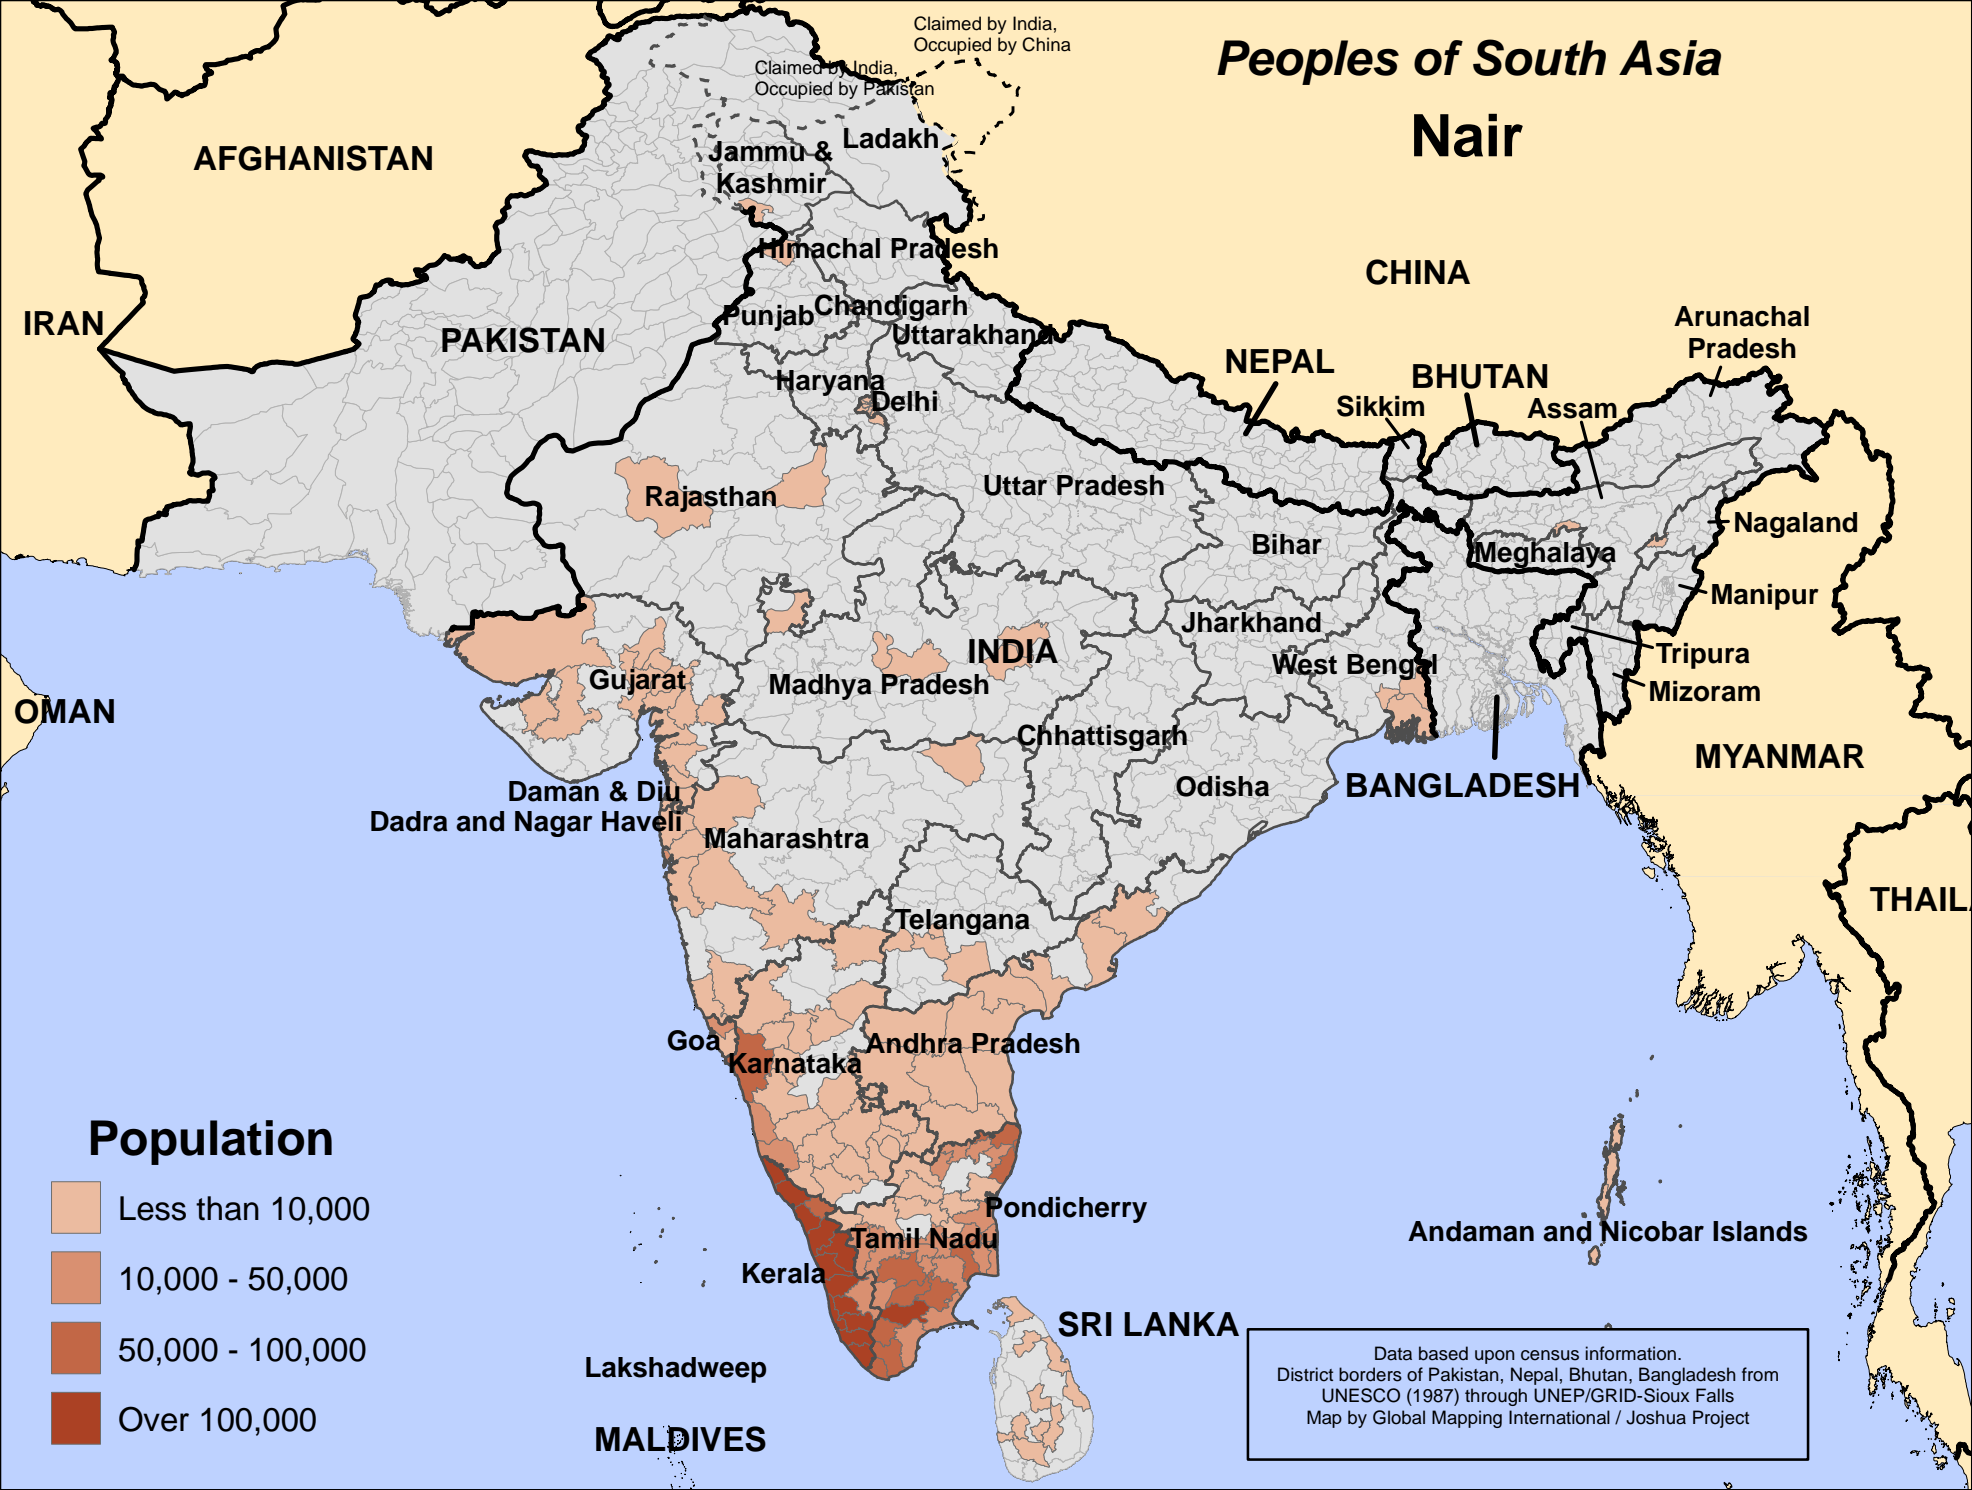 Claimed by India,
Occupied by China
Peoples of South Asia
Claimed by India,
Occupied by Pakistan
Nair
Ladakh
Jammu &
Kashmir
AFGHANISTAN
Himachal Pradesh
CHINA
IRAN
PAKISTAN
Punjab
Chandigarh
Uttarakhand
Arunachal
Pradesh
NEPAL
BHUTAN
Haryana
Delhi
Sikkim
Assam
Rajasthan
Uttar Pradesh
Nagaland
Bihar
Meghalaya
Manipur
Jharkhand
INDIA
Tripura
West Bengal
Gujarat
Madhya Pradesh
Mizoram
OMAN
Chhattisgarh
MYANMAR
Odisha
BANGLADESH
Daman & Diu
Dadra and Nagar Haveli
Maharashtra
THAIL
Telangana
Goa
Karnataka
Andhra Pradesh
Population
Less than 10,000
10,000 - 50,000
50,000 - 100,000
Over 100,000
Pondicherry
Andaman and Nicobar Islands
Tamil Nadu
Kerala
SRI LANKA
Lakshadweep
MALDIVES
Data based upon census information.
District borders of Pakistan, Nepal, Bhutan, Bangladesh from
UNESCO (1987) through UNEP/GRID-Sioux Falls
Map by Global Mapping International / Joshua Project